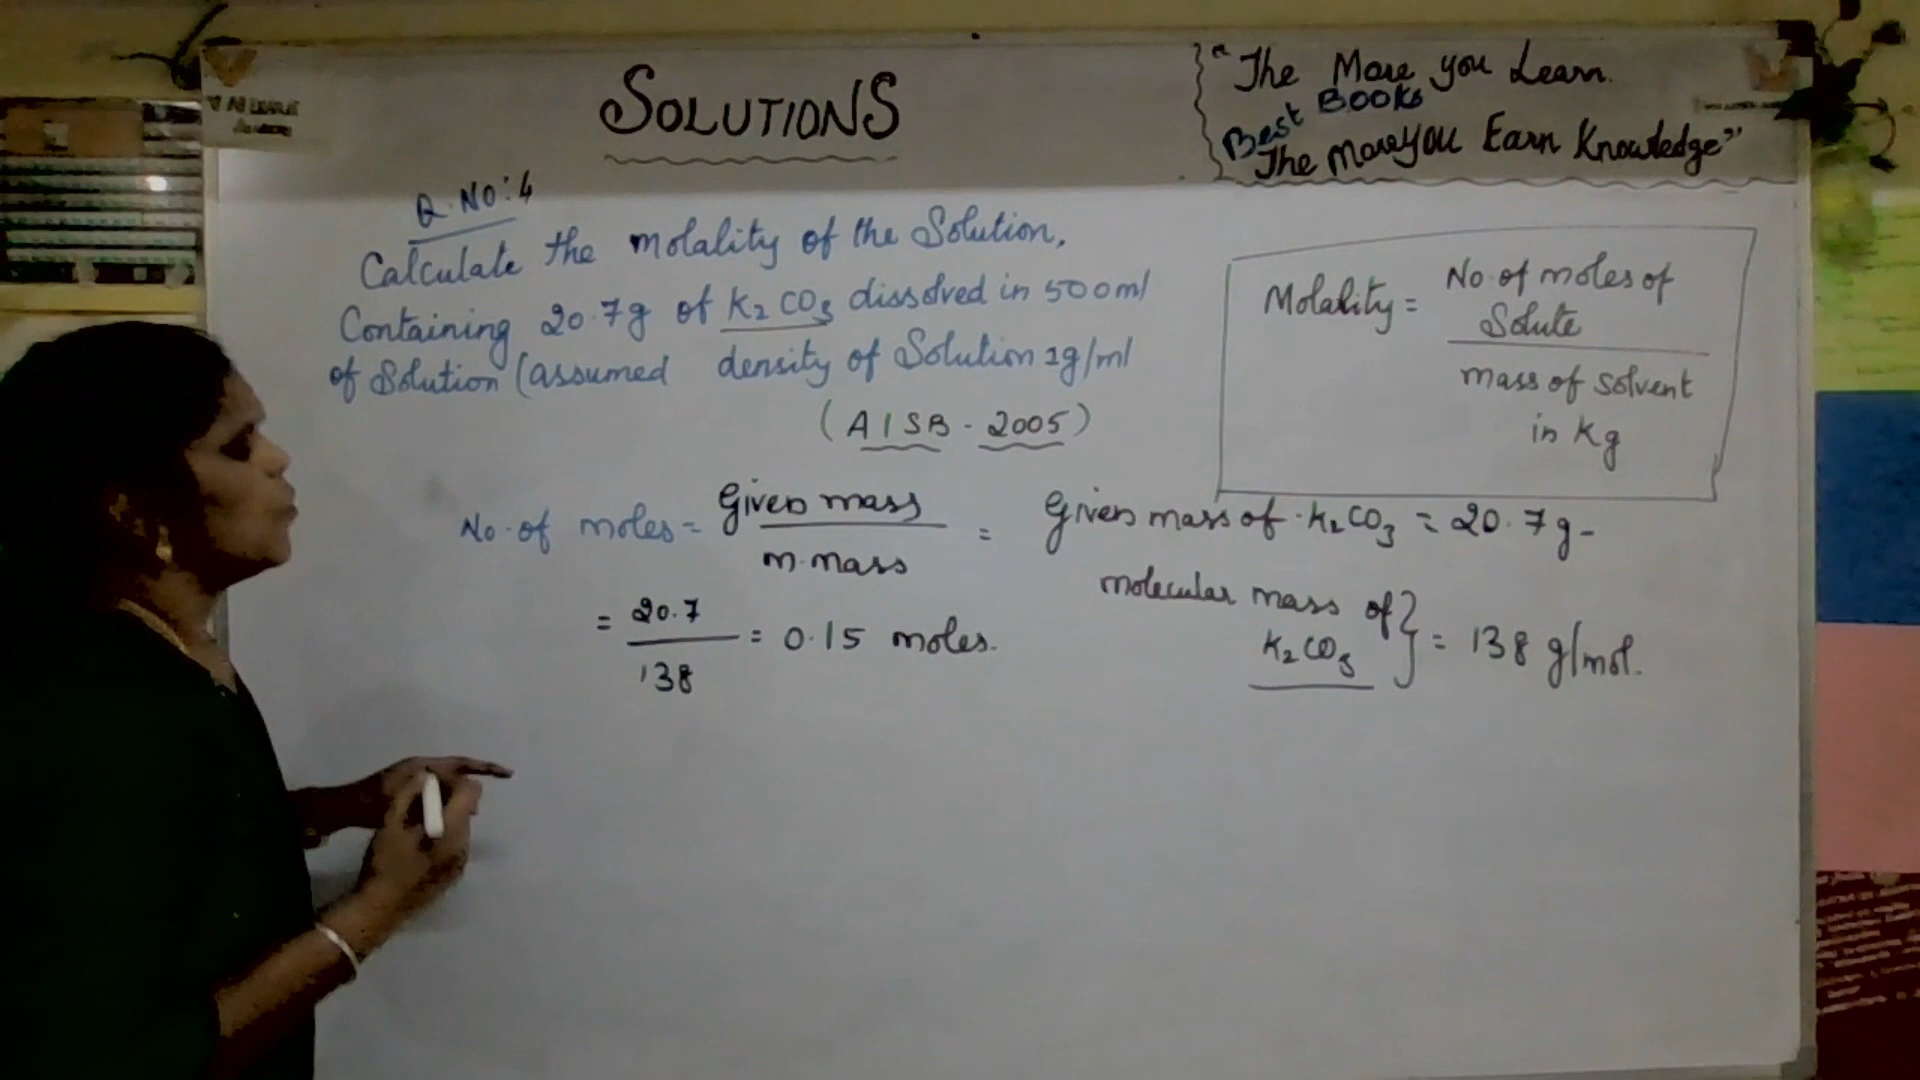 SOLUTIONS
"The More you Learn.
Best BOOKS
The More you Earn Knowledge"
Q. No: 4
Calculate the molality of the Solution,
Containing 20.7g of K₂CO₃ dissolved in 500ml
of Solution (assumed density of Solution 1g/ml
(AISB - 2005)
Molality = No. of moles of
Solute
mass of solvent
in Kg
No. of moles = Given mass = Given mass of K₂CO₃ = 20.7g-
m. mass
molecular mass of
K₂CO₃ } = 138 g/mol.
= 20.7 = 0.15 moles.
138